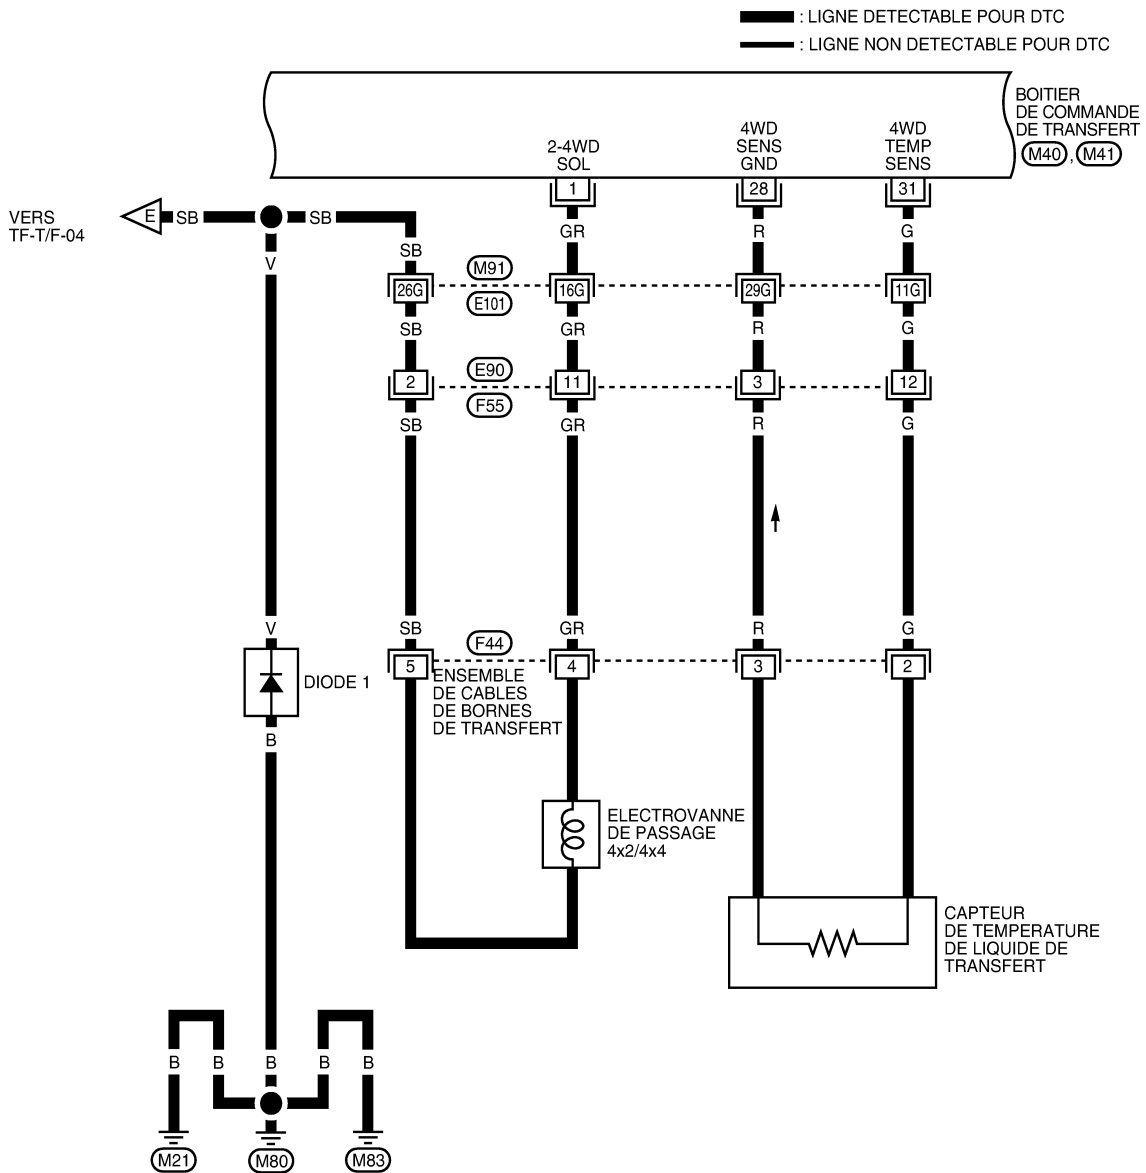 : LIGNE DETECTABLE POUR DTC
: LIGNE NON DETECTABLE POUR DTC
BOITIER
DE COMMANDE
DE TRANSFERT
M40 , M41
2-4WD
SOL
4WD
SENS
GND
4WD
TEMP
SENS
1 28 31
VERS
TF-T/F-04
E SB SB
GR R G
SB
V
M91
26G 16G 29G 11G
E101
SB GR R G
E90
2 11 3 12
F55
SB GR R G
V SB GR R G
F44
5 4 3 2
DIODE 1
ENSEMBLE
DE CABLES
DE BORNES
DE TRANSFERT
B
ELECTROVANNE
DE PASSAGE
4x2/4x4
CAPTEUR
DE TEMPERATURE
DE LIQUIDE DE
TRANSFERT
B B B B B
M21 M80 M83